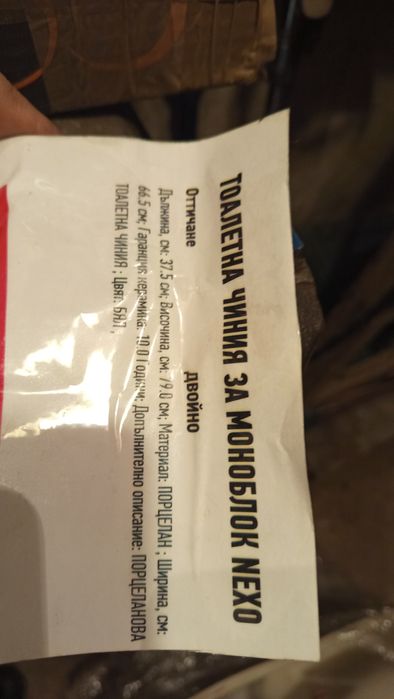 ТОАЛЕТНА ЧИНИЯ ЗА МОНОБЛОК NEXO
Оттичане двойно
Дължина, см: 37.5 см; Височина, см: 79.0 см; Материал: ПОРЦЕЛАН ; Ширина, см:
66.5 см; Гаранция керамика: 10.0 Години; Допълнително описание: ПОРЦЕЛАНОВА
ТОАЛЕТНА ЧИНИЯ ; Цвят: БЯЛ ;